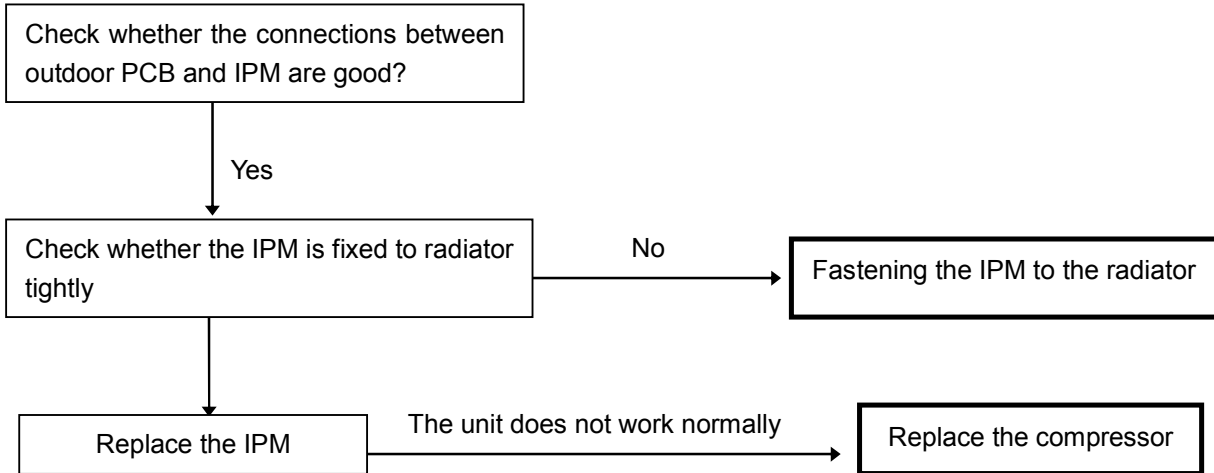 Check whether the connections between
outdoor PCB and IPM are good?
Yes
Check whether the IPM is fixed to radiator
tightly
No
Fastening the IPM to the radiator
Replace the IPM
The unit does not work normally
Replace the compressor